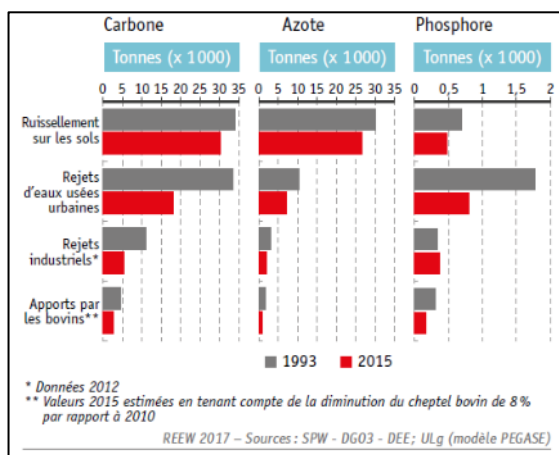 Carbone Azote Phosphore
Tonnes (x 1000) Tonnes (x 1000) Tonnes (x 1000)
0 5 10 15 20 25 30 35 0 5 10 15 20 25 30 35 0 0,5 1 1,5 2
Ruissellement
sur les sols
Rejets
d'eaux usées
urbaines
Rejets
industriels*
Apports par
les bovins**
1993 2015
* Données 2012
** Valeurs 2015 estimées en tenant compte de la diminution du cheptel bovin de 8%
par rapport à 2010
REEW 2017 – Sources : SPW - DGO3 - DEE; ULg (modèle PEGASE)